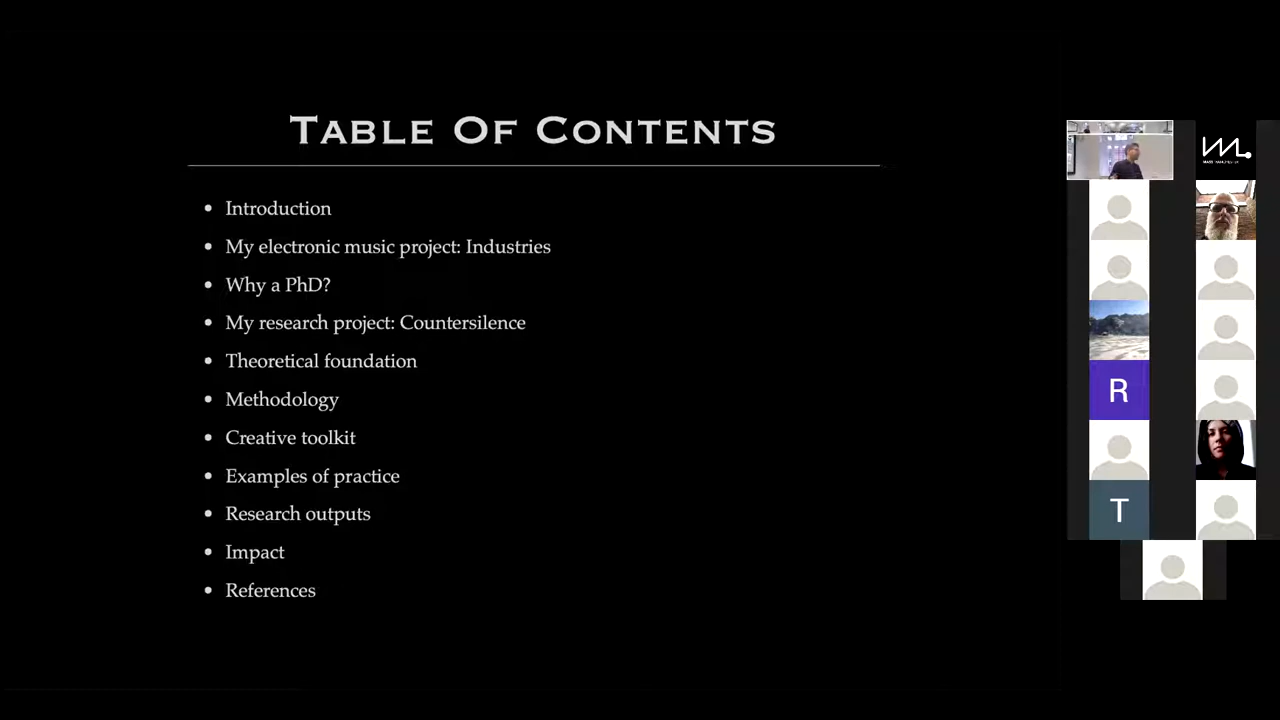 Table Of Contents
• Introduction
• My electronic music project: Industries
• Why a PhD?
• My research project: Countersilence
• Theoretical foundation
• Methodology
• Creative toolkit
• Examples of practice
• Research outputs
• Impact
• References
R
T